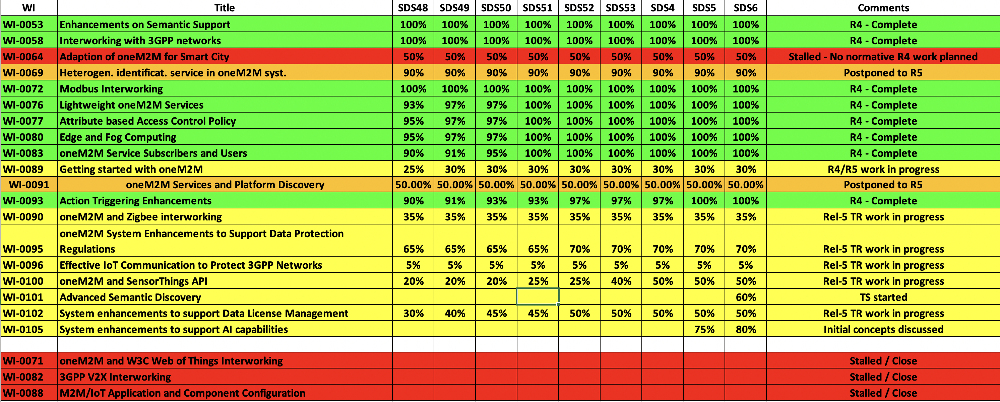 WI Title SDS48 SDS49 SDS50 SDS51 SDS52 SDS53 SDS4 SDS5 SDS6 Comments
WI-0053 Enhancements on Semantic Support 100% 100% 100% 100% 100% 100% 100% 100% 100% R4 - Complete
WI-0058 Interworking with 3GPP networks 100% 100% 100% 100% 100% 100% 100% 100% 100% R4 - Complete
WI-0064 Adaption of oneM2M for Smart City 50% 50% 50% 50% 50% 50% 50% 50% 50% Stalled - No normative R4 work planned
WI-0069 Heterogen. identificat. service in oneM2M syst. 90% 90% 90% 90% 90% 90% 90% 90% 90% Postponed to R5
WI-0072 Modbus Interworking 100% 100% 100% 100% 100% 100% 100% 100% 100% R4 - Complete
WI-0076 Lightweight oneM2M Services 93% 97% 97% 100% 100% 100% 100% 100% 100% R4 - Complete
WI-0077 Attribute based Access Control Policy 95% 97% 97% 100% 100% 100% 100% 100% 100% R4 - Complete
WI-0080 Edge and Fog Computing 95% 97% 97% 100% 100% 100% 100% 100% 100% R4 - Complete
WI-0083 oneM2M Service Subscribers and Users 90% 91% 95% 100% 100% 100% 100% 100% 100% R4 - Complete
WI-0089 Getting started with oneM2M 25% 30% 30% 30% 30% 30% 30% 30% 30% R4/R5 work in progress
WI-0091 oneM2M Services and Platform Discovery 50.00% 50.00% 50.00% 50.00% 50.00% 50.00% 50.00% 50.00% 50.00% Postponed to R5
WI-0093 Action Triggering Enhancements 90% 91% 93% 93% 97% 97% 97% 100% 100% R4 - Complete
WI-0090 oneM2M and Zigbee interworking 35% 35% 35% 35% 35% 35% 35% 35% 35% Rel-5 TR work in progress
oneM2M System Enhancements to Support Data Protection
WI-0095 Regulations 65% 65% 65% 65% 70% 70% 70% 70% 70% Rel-5 TR work in progress
WI-0096 Effective IoT Communication to Protect 3GPP Networks 5% 5% 5% 5% 5% 5% 5% 5% 5% Rel-5 TR work in progress
WI-0100 oneM2M and SensorThings API 20% 20% 20% 25% 25% 40% 50% 50% 50% Rel-5 TR work in progress
WI-0101 Advanced Semantic Discovery 60% TS started
WI-0102 System enhancements to support Data License Management 30% 40% 45% 45% 50% 50% 50% 50% 50% Rel-5 TR work in progress
WI-0105 System enhancements to support AI capabilities 75% 80% Initial concepts discussed
WI-0071 oneM2M and W3C Web of Things Interworking Stalled / Close
WI-0082 3GPP V2X Interworking Stalled / Close
WI-0088 M2M/IoT Application and Component Configuration Stalled / Close